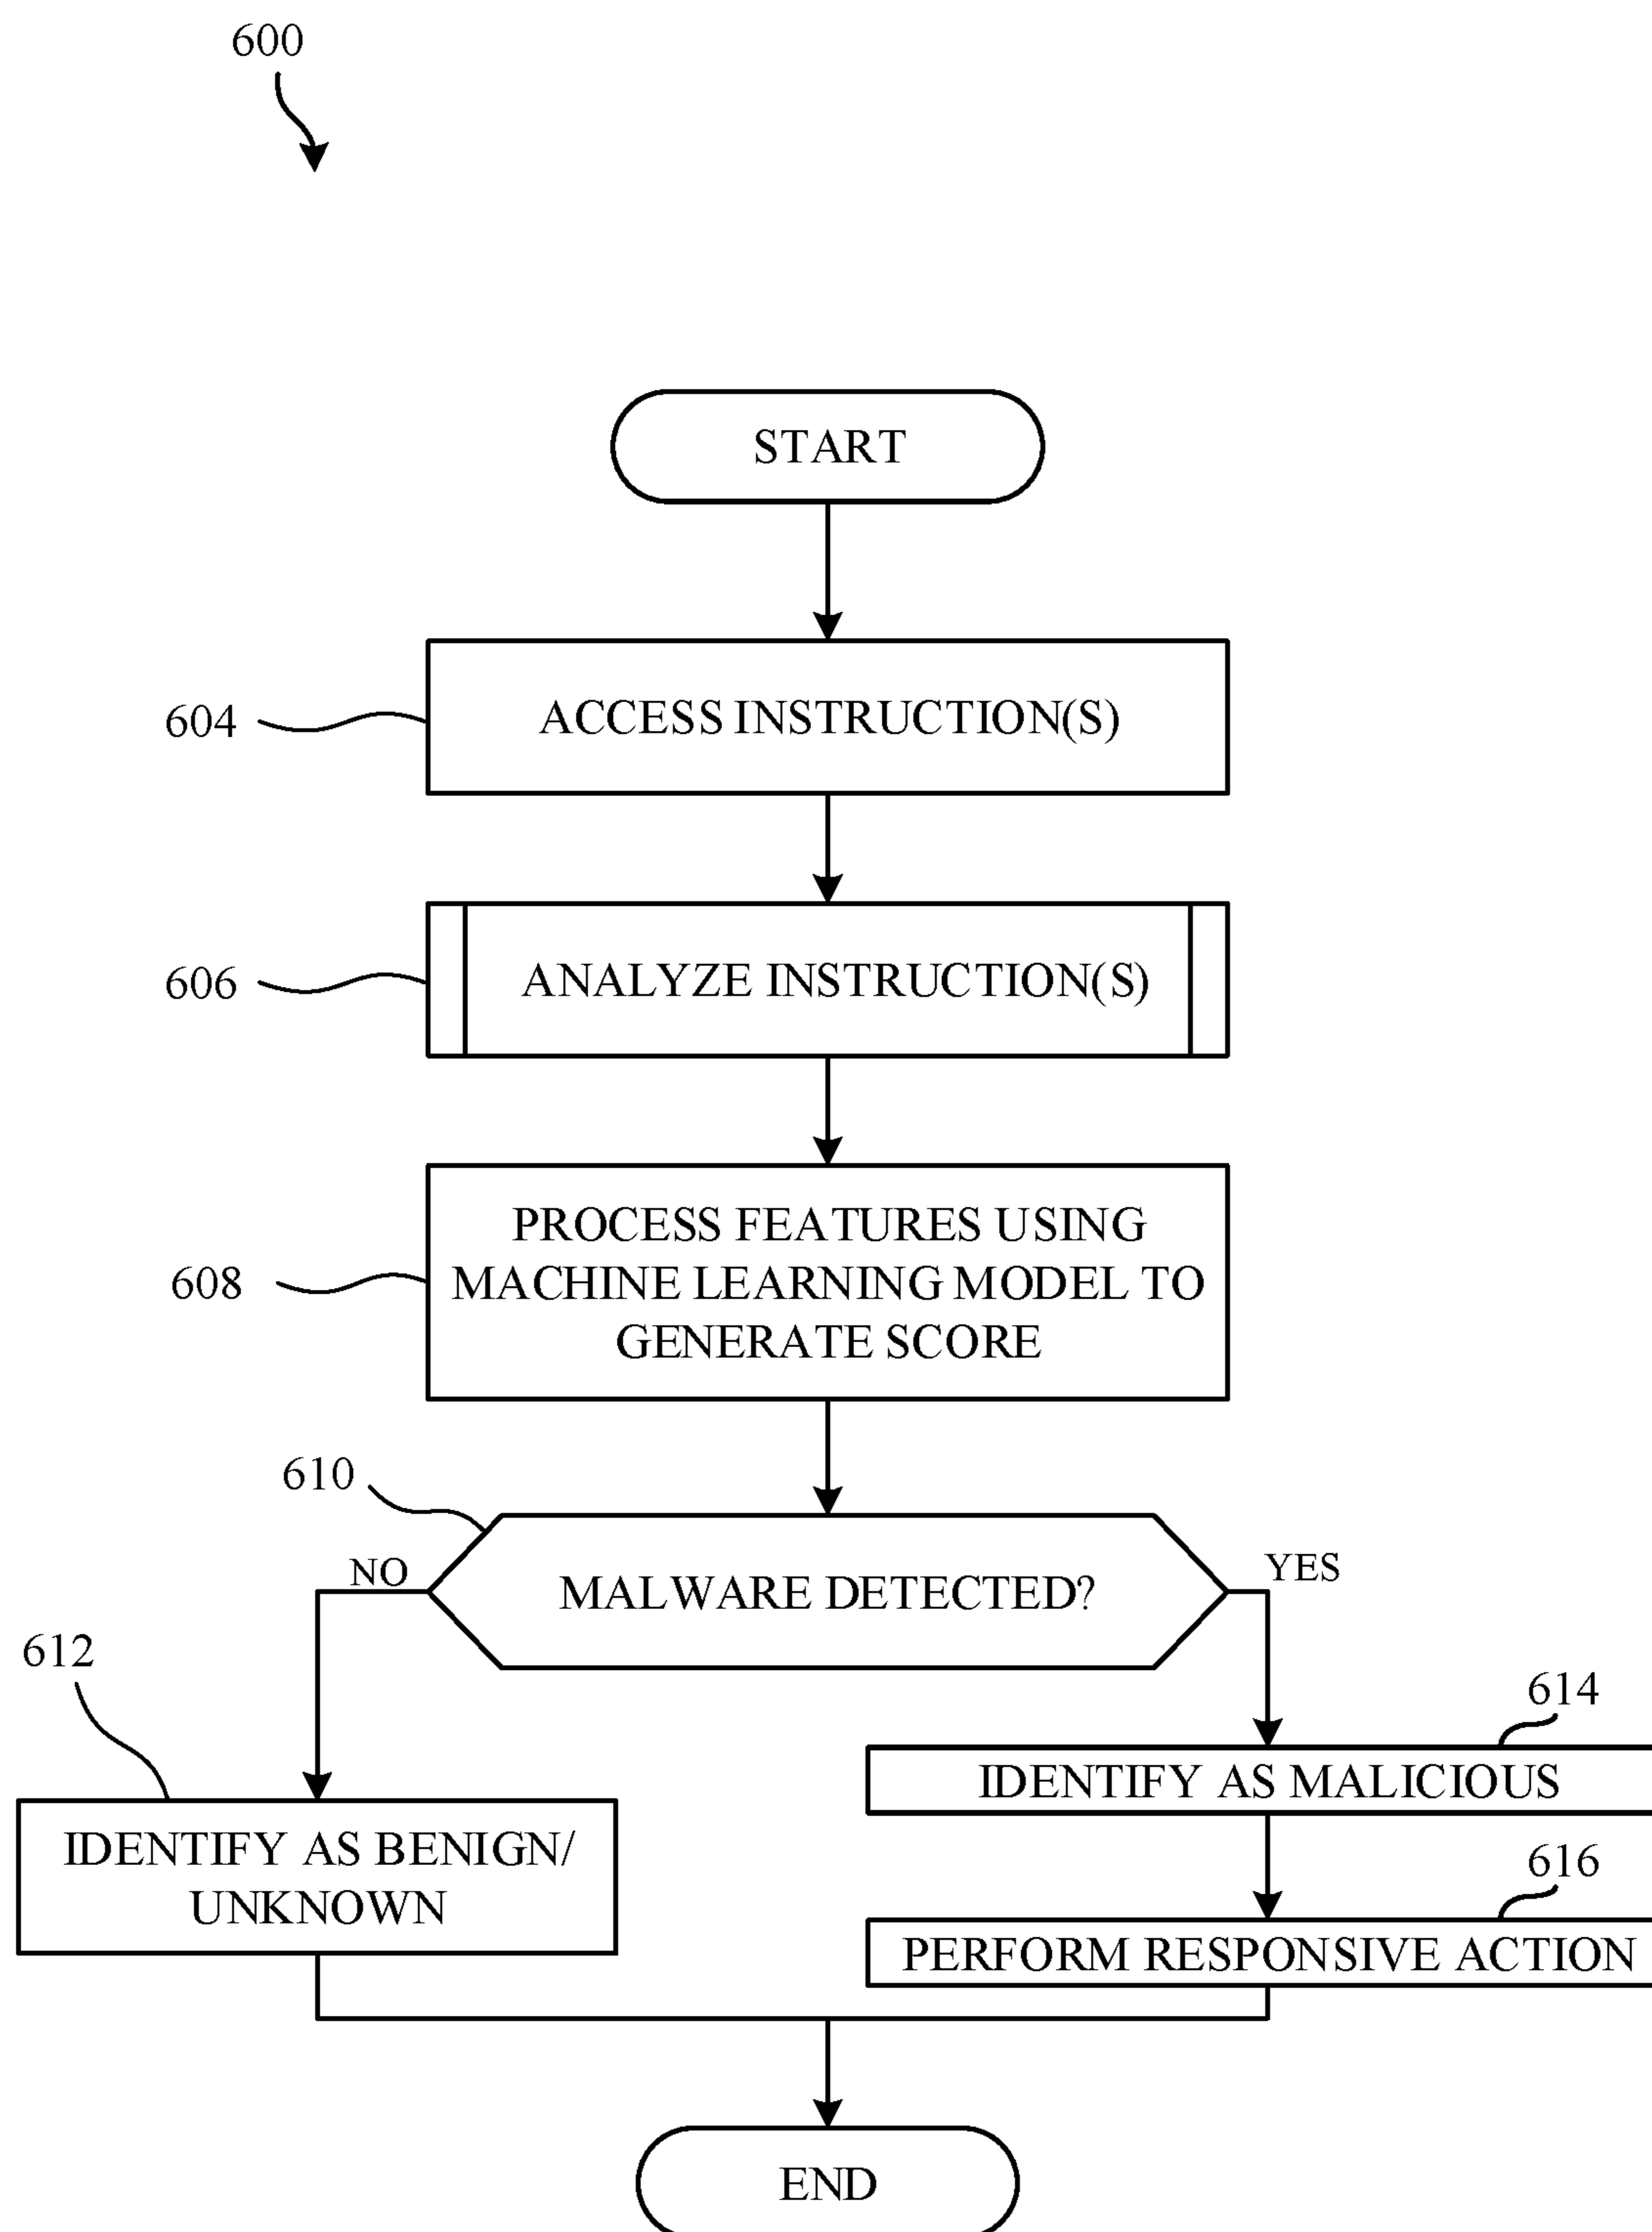 600
START
604
ACCESS INSTRUCTION(S)
606
ANALYZE INSTRUCTION(S)
608
PROCESS FEATURES USING
MACHINE LEARNING MODEL TO
GENERATE SCORE
610
MALWARE DETECTED?
NO
YES
612
IDENTIFY AS BENIGN/
UNKNOWN
614
IDENTIFY AS MALICIOUS
616
PERFORM RESPONSIVE ACTION
END